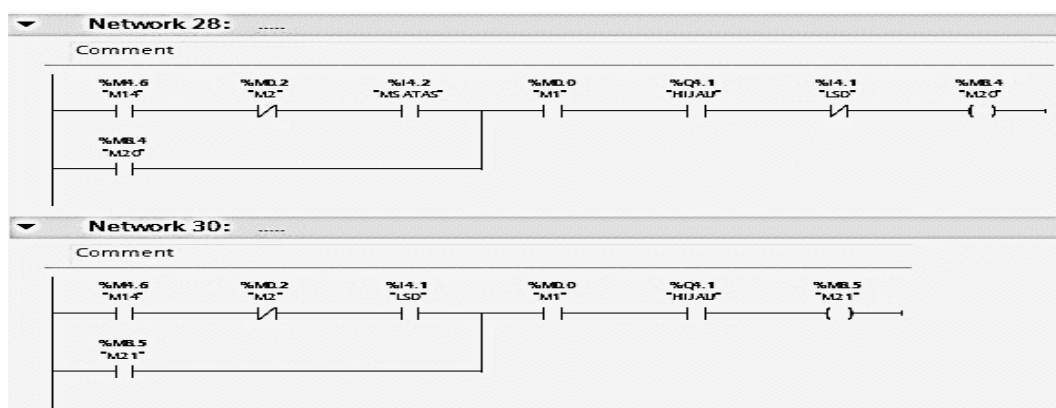 Network 28: .....
Comment
%M4.6 %M0.2 %I4.2 %M0.0 %Q4.1 %I4.1 %M8.4
"M14" "M2" "MS ATAS" "M1" "HIJAU" "LSD" "M20"
%M8.4
"M20"
Network 30: .....
Comment
%M4.6 %M0.2 %I4.1 %M0.0 %Q4.1 %M8.5
"M14" "M2" "LSD" "M1" "HIJAU" "M21"
%M8.5
"M21"